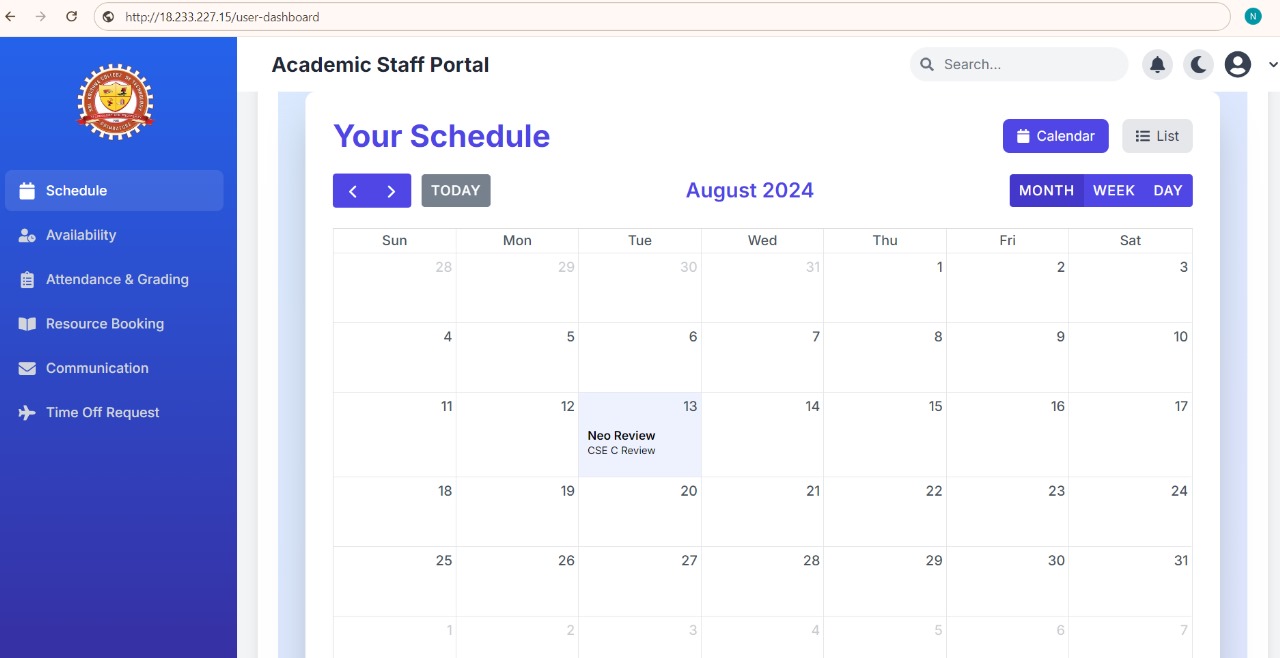 http://18.233.227.15/user-dashboard
N
Academic Staff Portal
Search...
Schedule
Availability
Attendance & Grading
Resource Booking
Communication
Time Off Request
Your Schedule
Calendar
List
TODAY
August 2024
MONTH WEEK DAY
Sun Mon Tue Wed Thu Fri Sat
28 29 30 31 1 2 3
4 5 6 7 8 9 10
11 12 13 14 15 16 17
Neo Review
CSE C Review
18 19 20 21 22 23 24
25 26 27 28 29 30 31
1 2 3 4 5 6 7